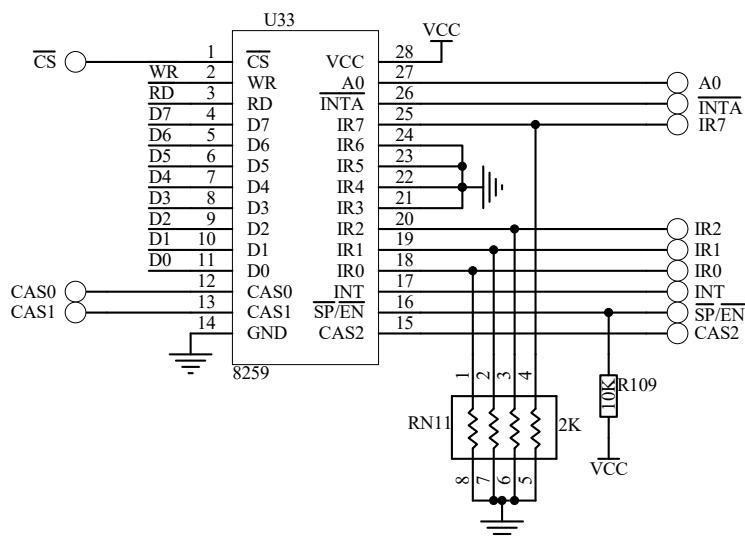 U33
VCC
CS 1 CS VCC 28
WR 2 WR A0 27 A0
RD 3 RD INTA 26 INTA
D7 4 D7 IR7 25 IR7
D6 5 D6 IR6 24
D5 6 D5 IR5 23
D4 7 D4 IR4 22
D3 8 D3 IR3 21
D2 9 D2 IR2 20 IR2
D1 10 D1 IR1 19 IR1
D0 11 D0 IR0 18 IR0
CAS0 12 CAS0 INT 17 INT
CAS1 13 CAS1 SP/EN 16 SP/EN
14 GND CAS2 15 CAS2
8259
1 2 3 4
10K R109
RN11 2K
VCC
8 7 6 5